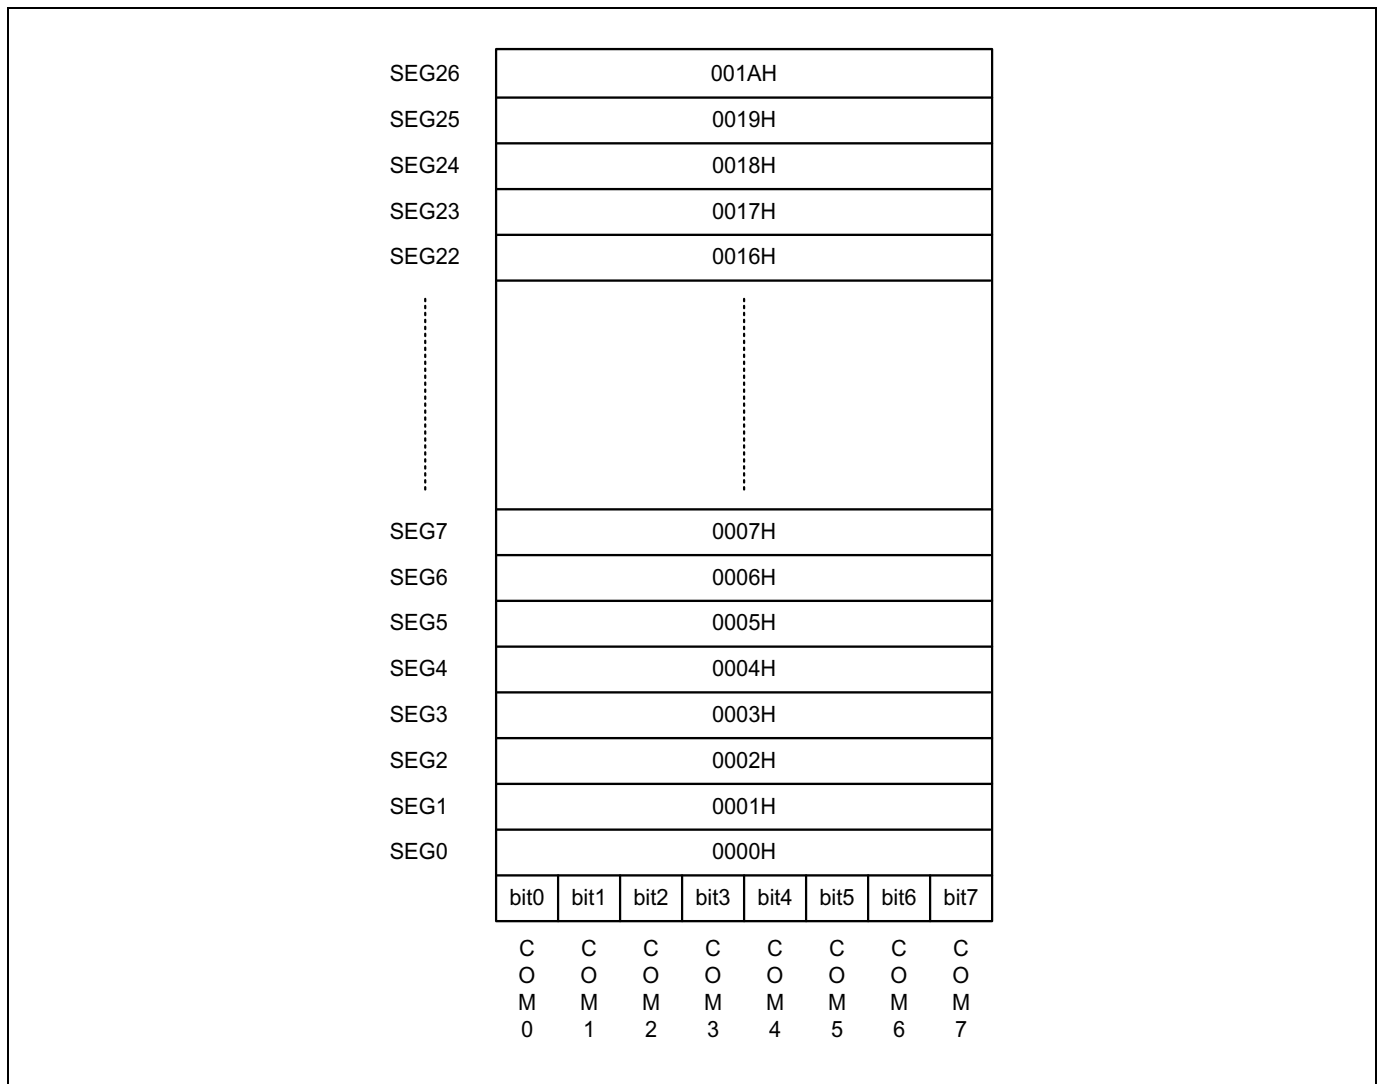 SEG26 001AH
SEG25 0019H
SEG24 0018H
SEG23 0017H
SEG22 0016H
SEG7 0007H
SEG6 0006H
SEG5 0005H
SEG4 0004H
SEG3 0003H
SEG2 0002H
SEG1 0001H
SEG0 0000H
bit0 bit1 bit2 bit3 bit4 bit5 bit6 bit7
C C C C C C C C
O O O O O O O O
M M M M M M M M
0 1 2 3 4 5 6 7